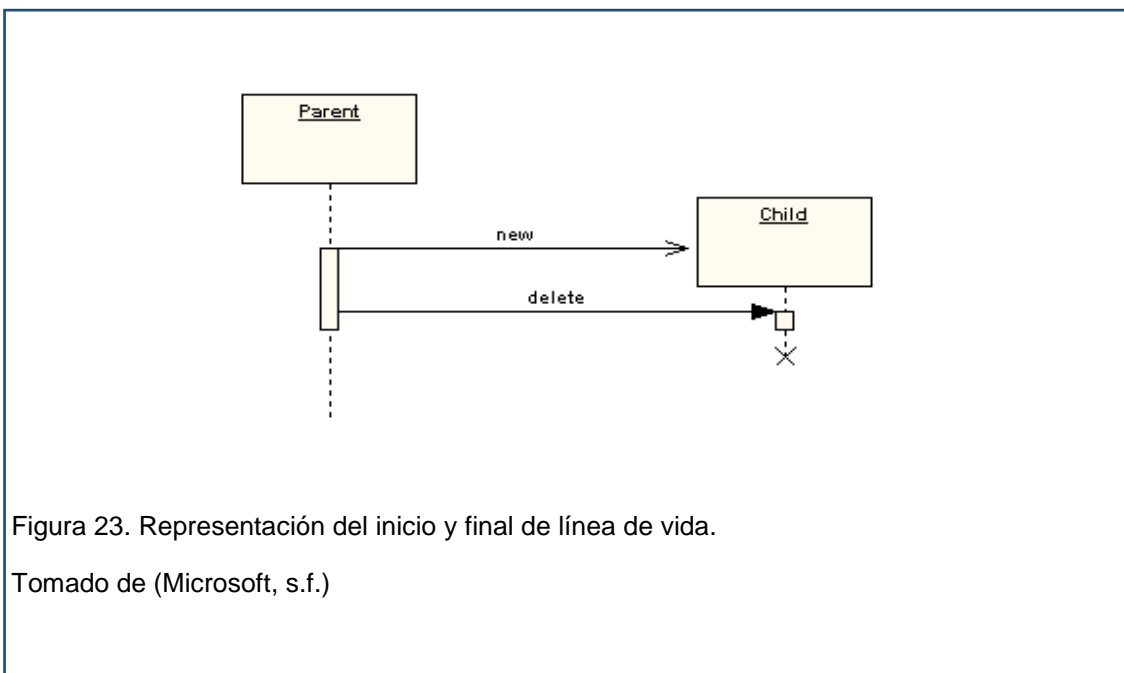 Parent
Child
new
delete
Figura 23. Representación del inicio y final de línea de vida.
Tomado de (Microsoft, s.f.)